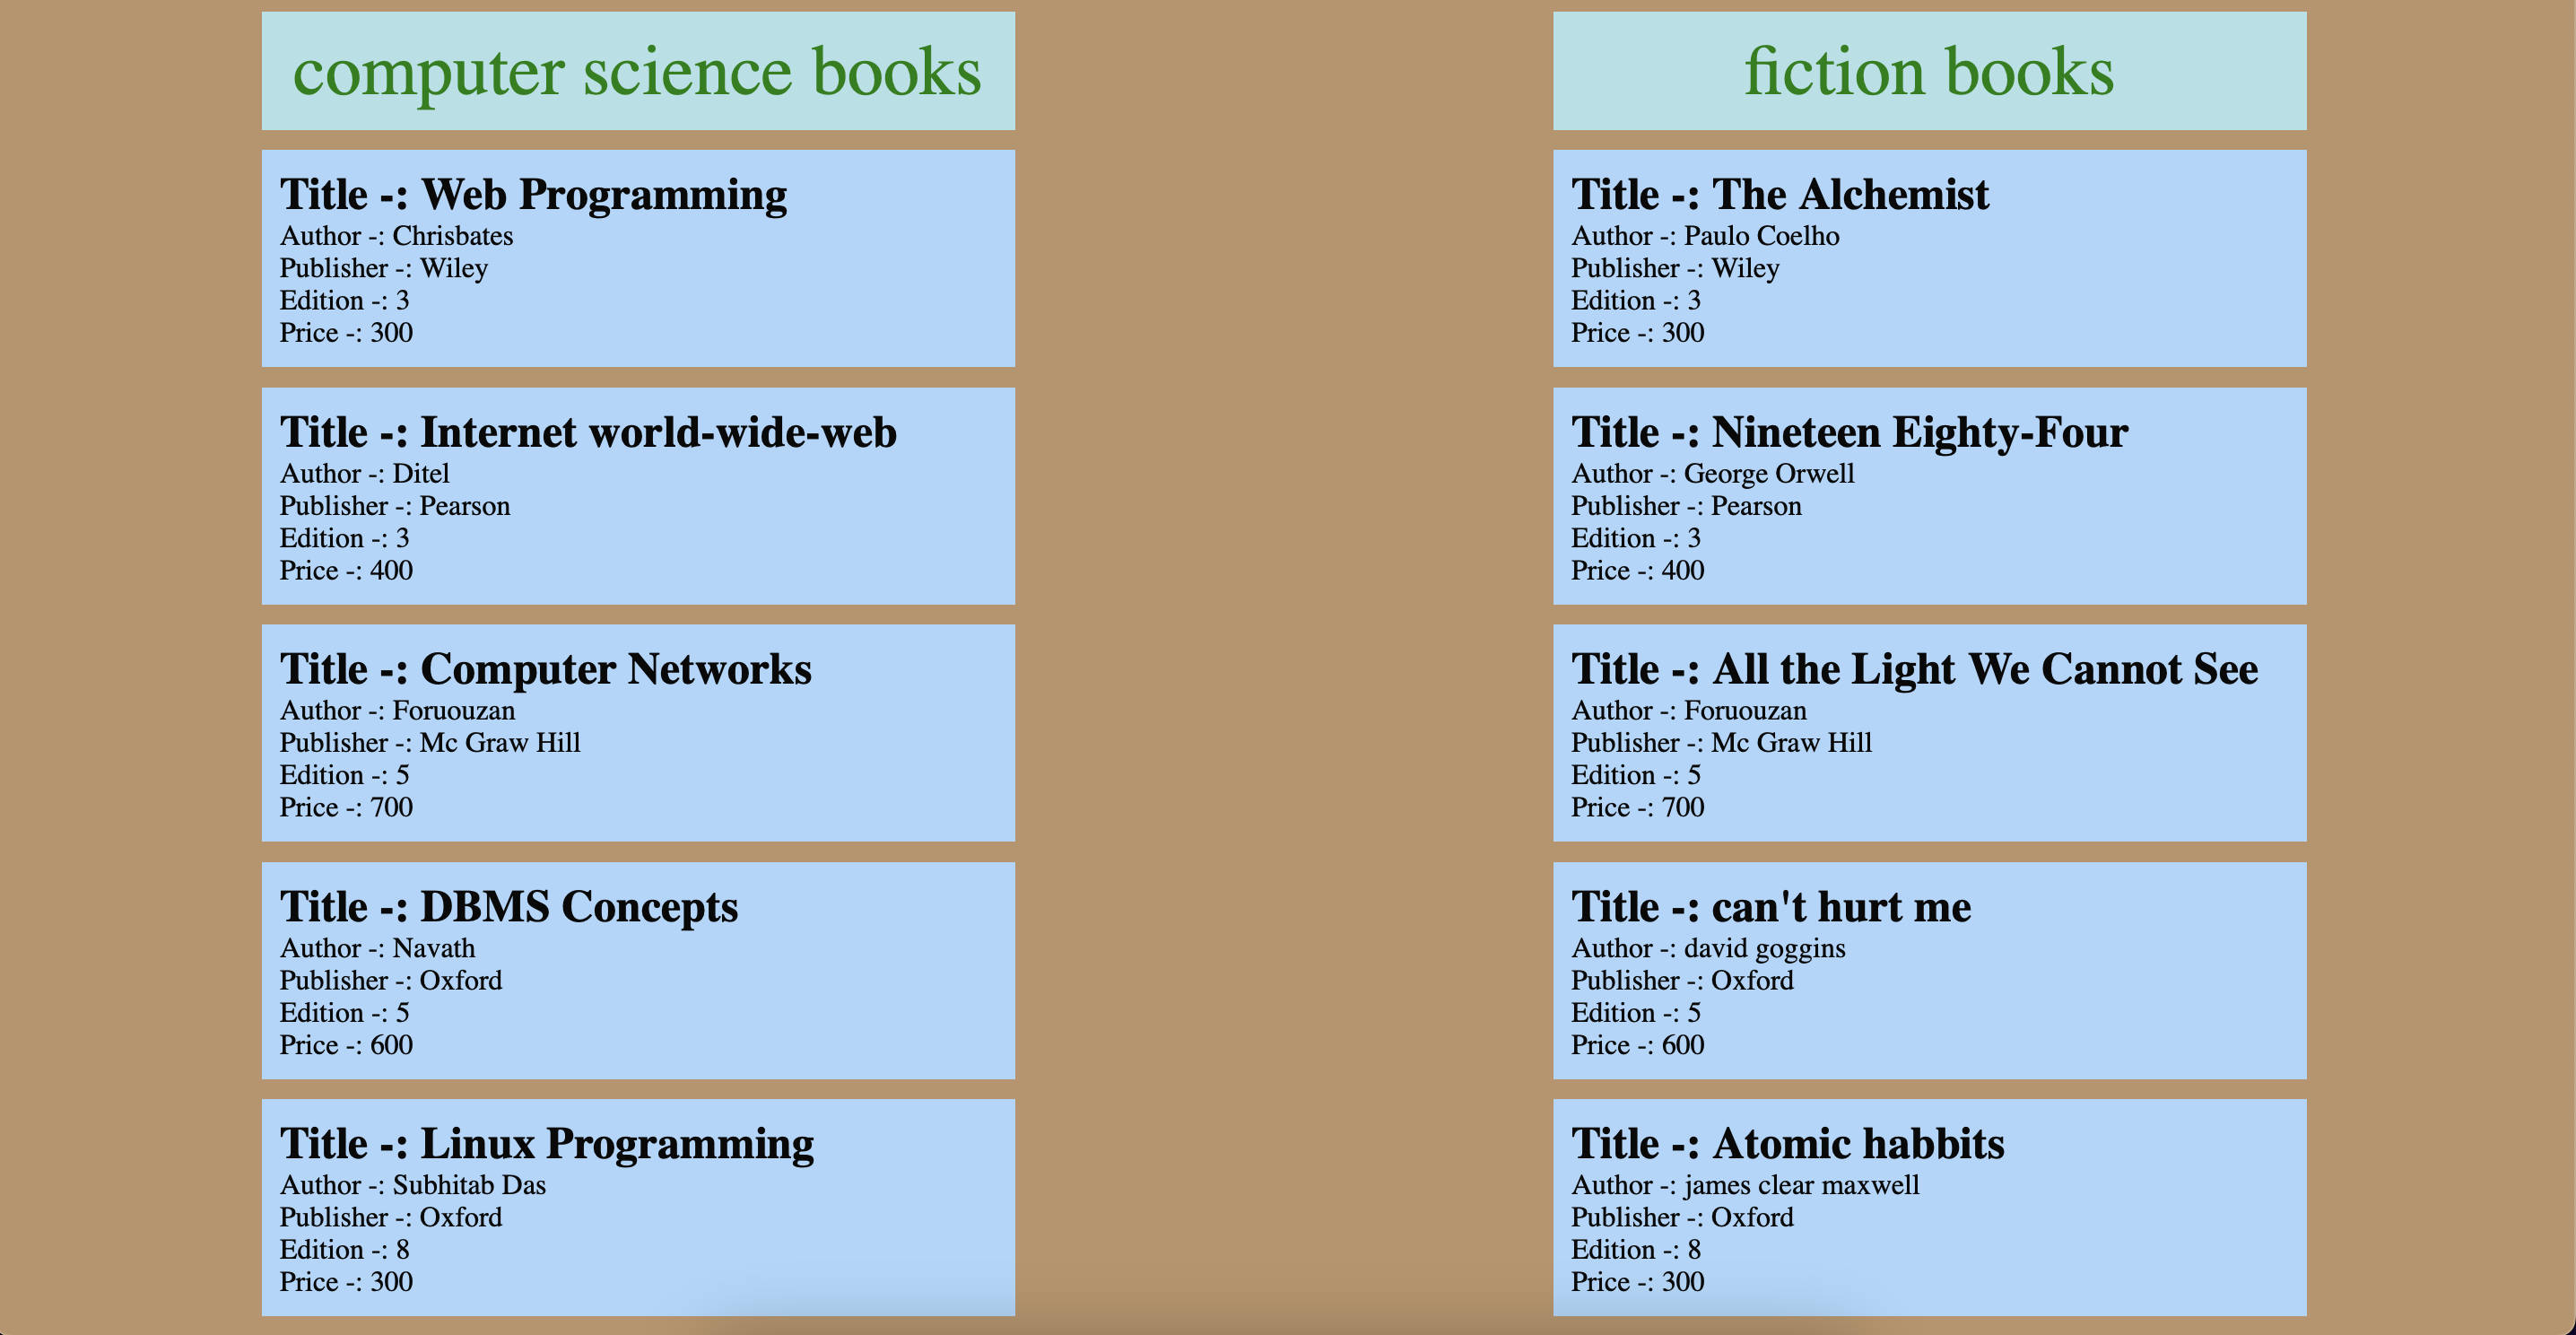 computer science books
Title -: Web Programming
Author -: Chrisbates
Publisher -: Wiley
Edition -: 3
Price -: 300
Title -: Internet world-wide-web
Author -: Ditel
Publisher -: Pearson
Edition -: 3
Price -: 400
Title -: Computer Networks
Author -: Foruouzan
Publisher -: Mc Graw Hill
Edition -: 5
Price -: 700
Title -: DBMS Concepts
Author -: Navath
Publisher -: Oxford
Edition -: 5
Price -: 600
Title -: Linux Programming
Author -: Subhitab Das
Publisher -: Oxford
Edition -: 8
Price -: 300
fiction books
Title -: The Alchemist
Author -: Paulo Coelho
Publisher -: Wiley
Edition -: 3
Price -: 300
Title -: Nineteen Eighty-Four
Author -: George Orwell
Publisher -: Pearson
Edition -: 3
Price -: 400
Title -: All the Light We Cannot See
Author -: Foruouzan
Publisher -: Mc Graw Hill
Edition -: 5
Price -: 700
Title -: can't hurt me
Author -: david goggins
Publisher -: Oxford
Edition -: 5
Price -: 600
Title -: Atomic habbits
Author -: james clear maxwell
Publisher -: Oxford
Edition -: 8
Price -: 300